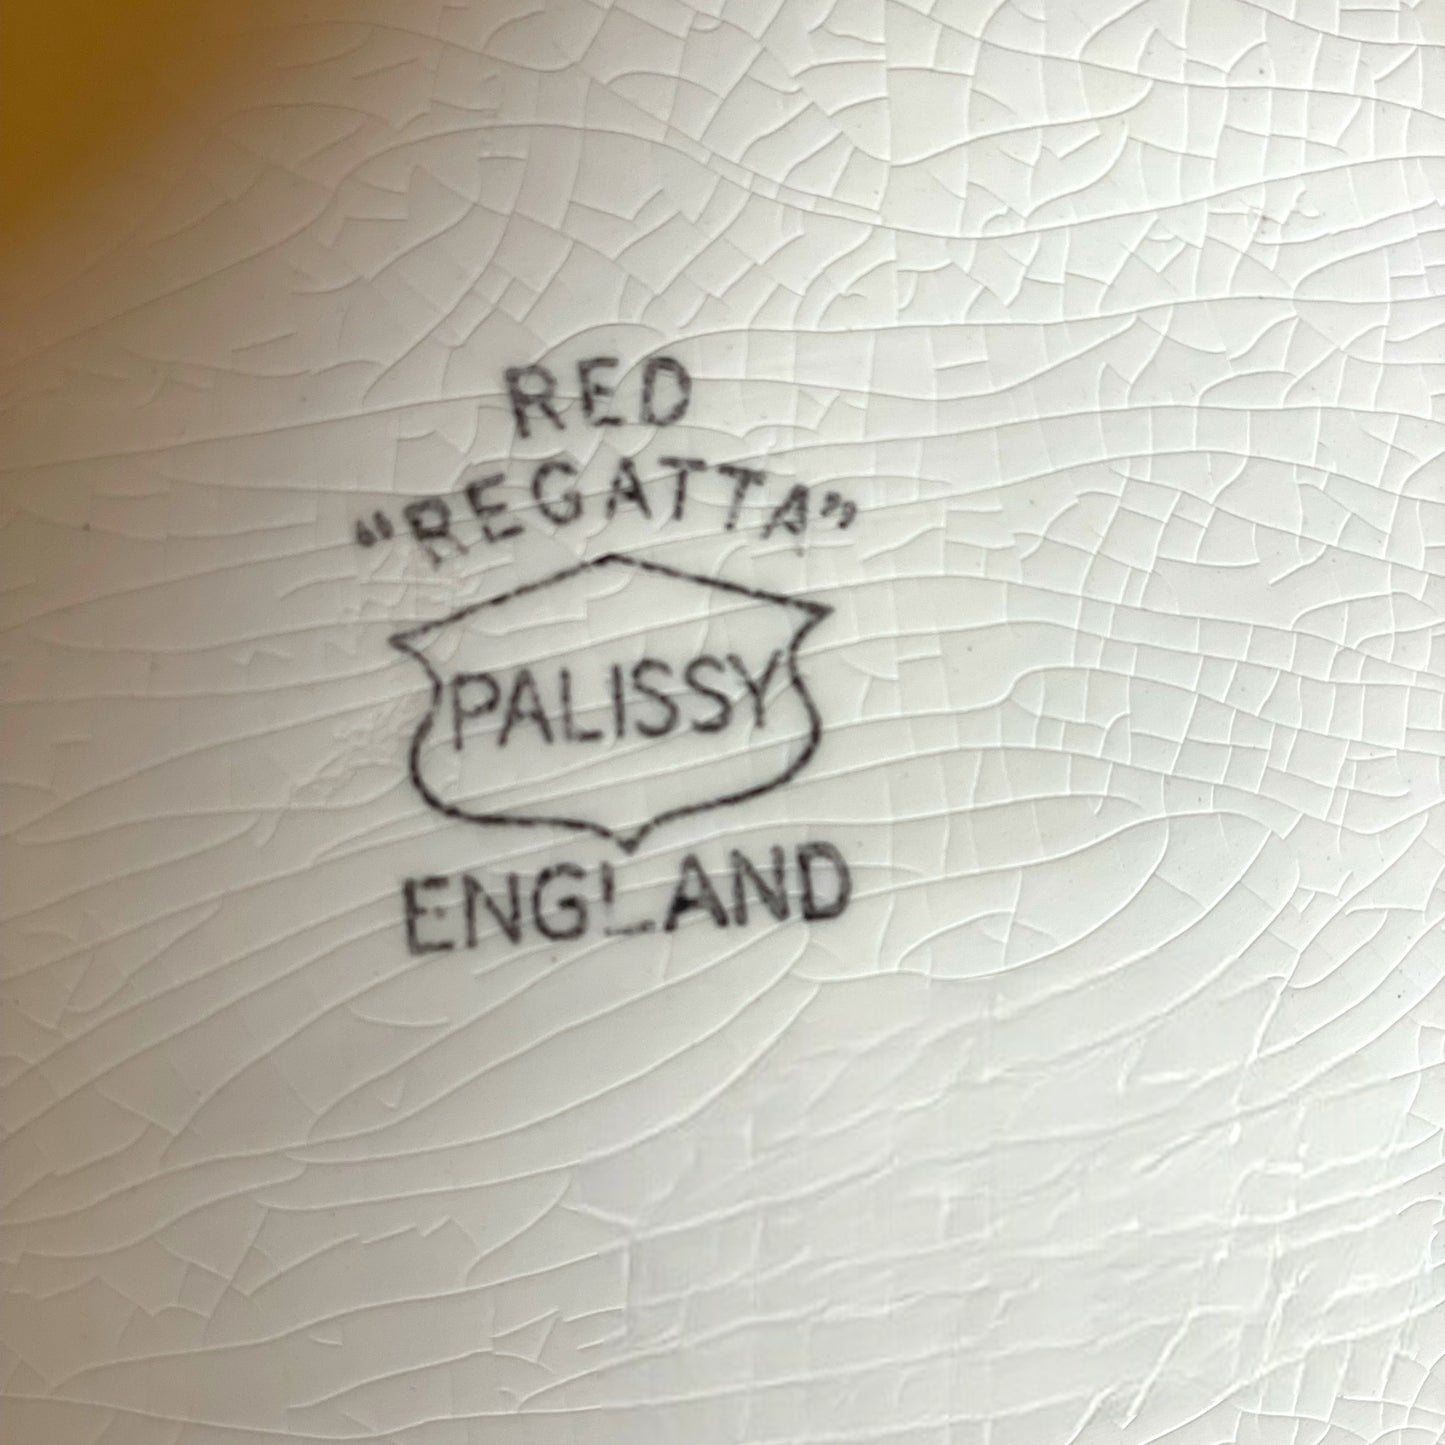 RED
“REGATTA”
PALISSY
ENGLAND